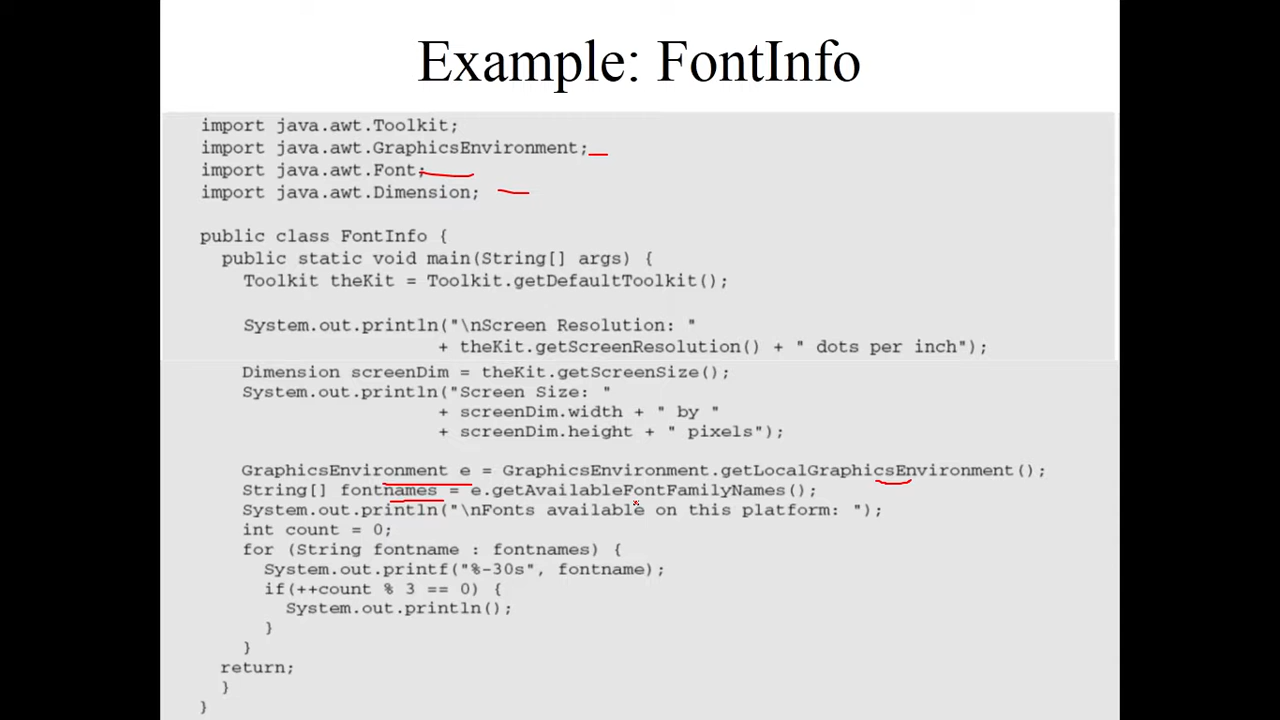 Example: FontInfo
import java.awt.Toolkit;
import java.awt.GraphicsEnvironment;
import java.awt.Font;
import java.awt.Dimension;
public class FontInfo {
public static void main(String[] args) {
Toolkit theKit = Toolkit.getDefaultToolkit();
System.out.println("\nScreen Resolution: "
+ theKit.getScreenResolution() + " dots per inch");
Dimension screenDim = theKit.getScreenSize();
System.out.println("Screen Size: "
+ screenDim.width + " by "
+ screenDim.height + " pixels");
GraphicsEnvironment e = GraphicsEnvironment.getLocalGraphicsEnvironment();
String[] fontnames = e.getAvailableFontFamilyNames();
System.out.println("\nFonts available on this platform: ");
int count = 0;
for (String fontname : fontnames) {
System.out.printf("%-30s", fontname);
if(++count % 3 == 0) {
System.out.println();
}
}
return;
}
}